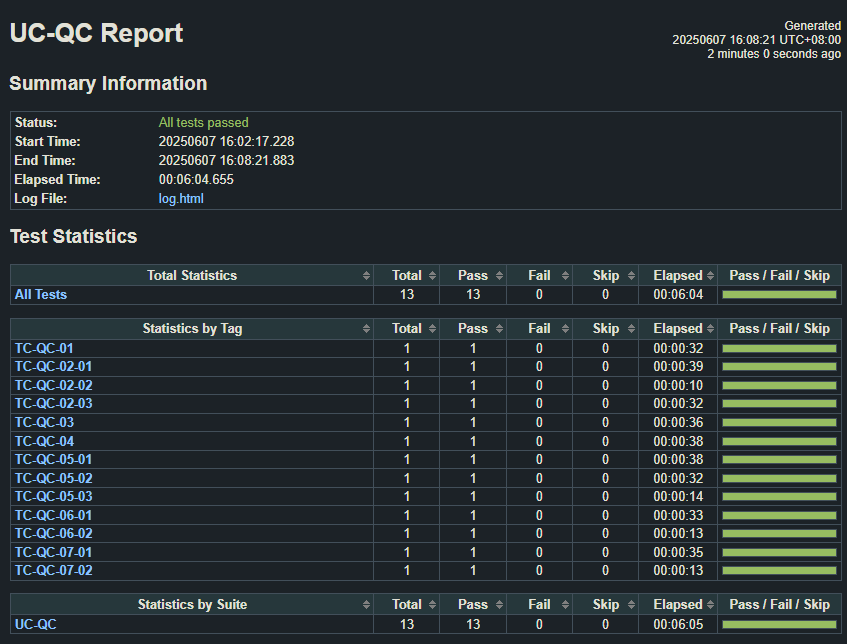 UC-QC Report
Generated
20250607 16:08:21 UTC+08:00
2 minutes 0 seconds ago
Summary Information
Status: All tests passed
Start Time: 20250607 16:02:17.228
End Time: 20250607 16:08:21.883
Elapsed Time: 00:06:04.655
Log File: log.html
Test Statistics
Total Statistics Total Pass Fail Skip Elapsed Pass / Fail / Skip
All Tests 13 13 0 0 00:06:04
Statistics by Tag Total Pass Fail Skip Elapsed Pass / Fail / Skip
TC-QC-01 1 1 0 0 00:00:32
TC-QC-02-01 1 1 0 0 00:00:39
TC-QC-02-02 1 1 0 0 00:00:10
TC-QC-02-03 1 1 0 0 00:00:32
TC-QC-03 1 1 0 0 00:00:36
TC-QC-04 1 1 0 0 00:00:38
TC-QC-05-01 1 1 0 0 00:00:38
TC-QC-05-02 1 1 0 0 00:00:32
TC-QC-05-03 1 1 0 0 00:00:14
TC-QC-06-01 1 1 0 0 00:00:33
TC-QC-06-02 1 1 0 0 00:00:13
TC-QC-07-01 1 1 0 0 00:00:35
TC-QC-07-02 1 1 0 0 00:00:13
Statistics by Suite Total Pass Fail Skip Elapsed Pass / Fail / Skip
UC-QC 13 13 0 0 00:06:05